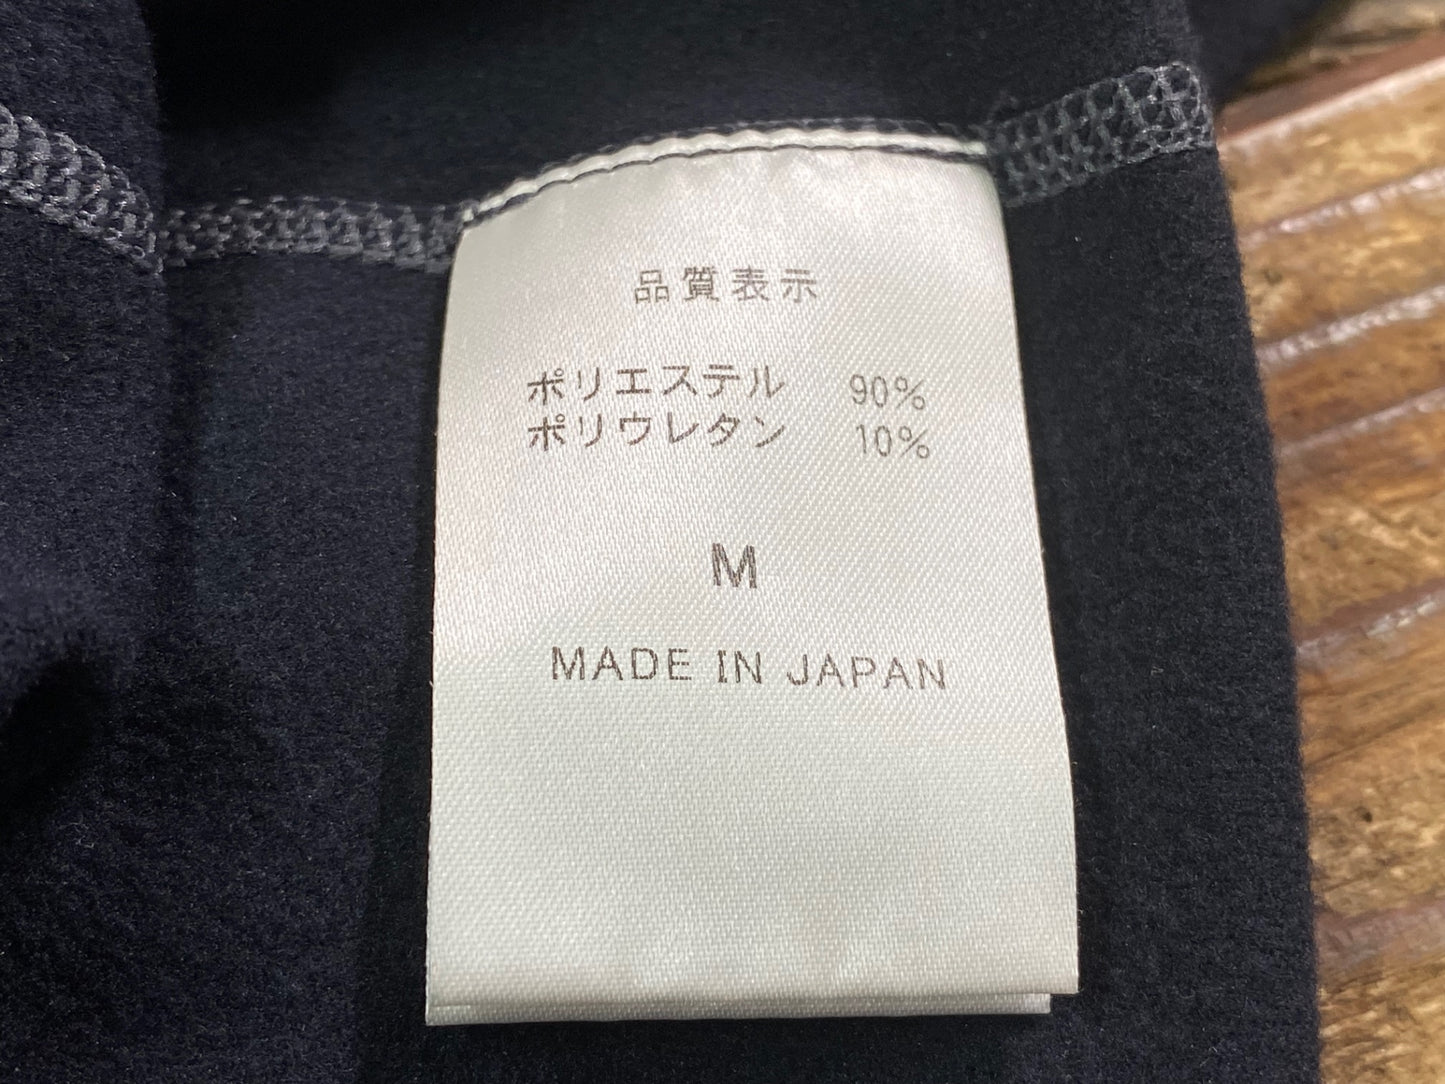 品質表示
ポリエステル 90%
ポリウレタン 10%
M
MADE IN JAPAN